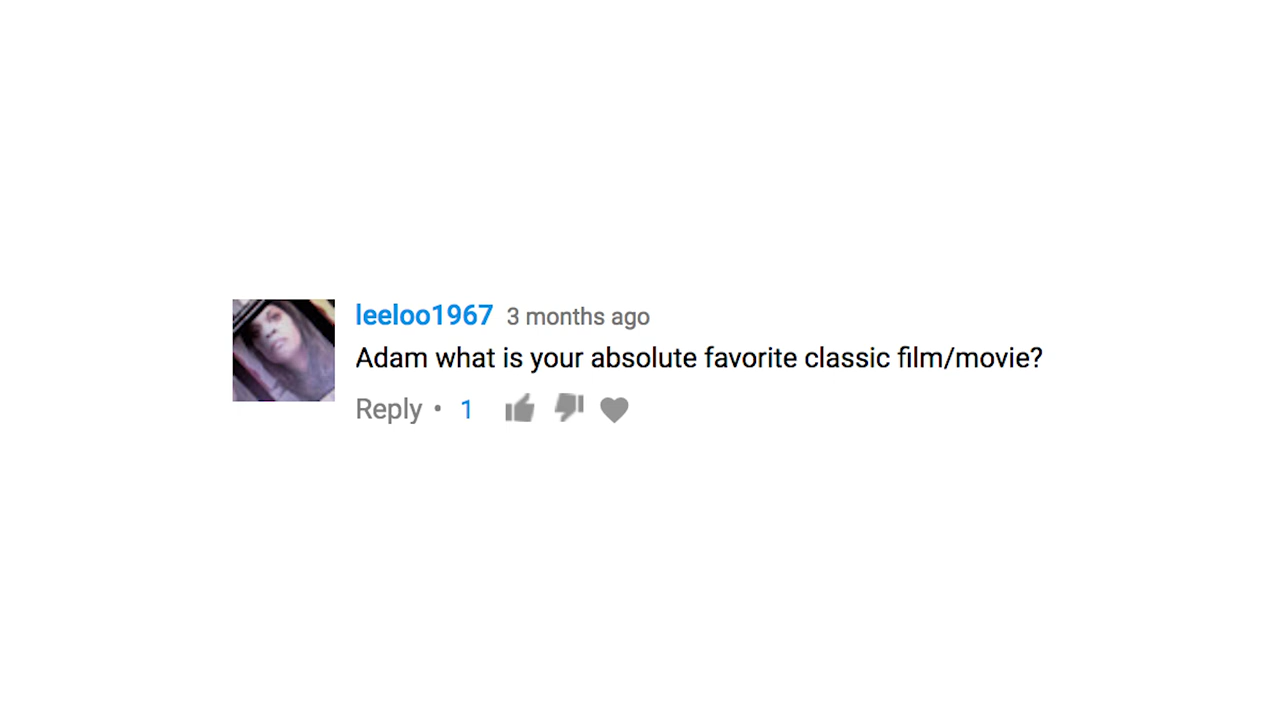 leeloo1967 3 months ago
Adam what is your absolute favorite classic film/movie?
Reply • 1